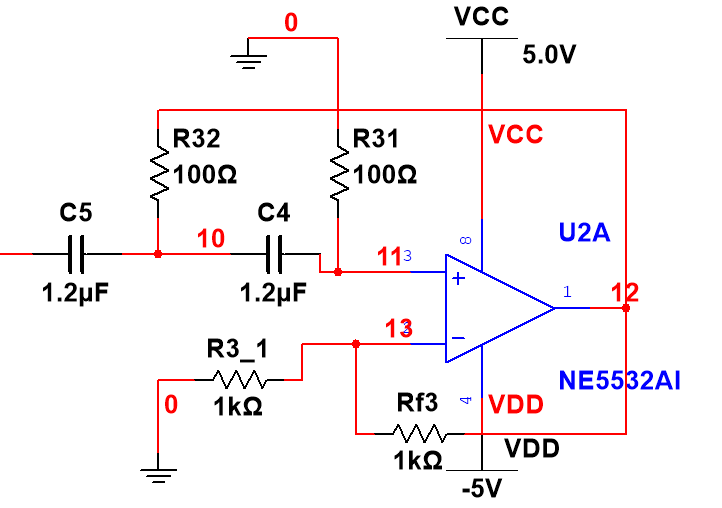 0
VCC
5.0V
VCC
R32
100Ω
R31
100Ω
C5
1.2µF
10
C4
1.2µF
11
3
8
U2A
1
12
13
2
R3_1
1kΩ
0
NE5532AI
4
VDD
Rf3
1kΩ
VDD
-5V